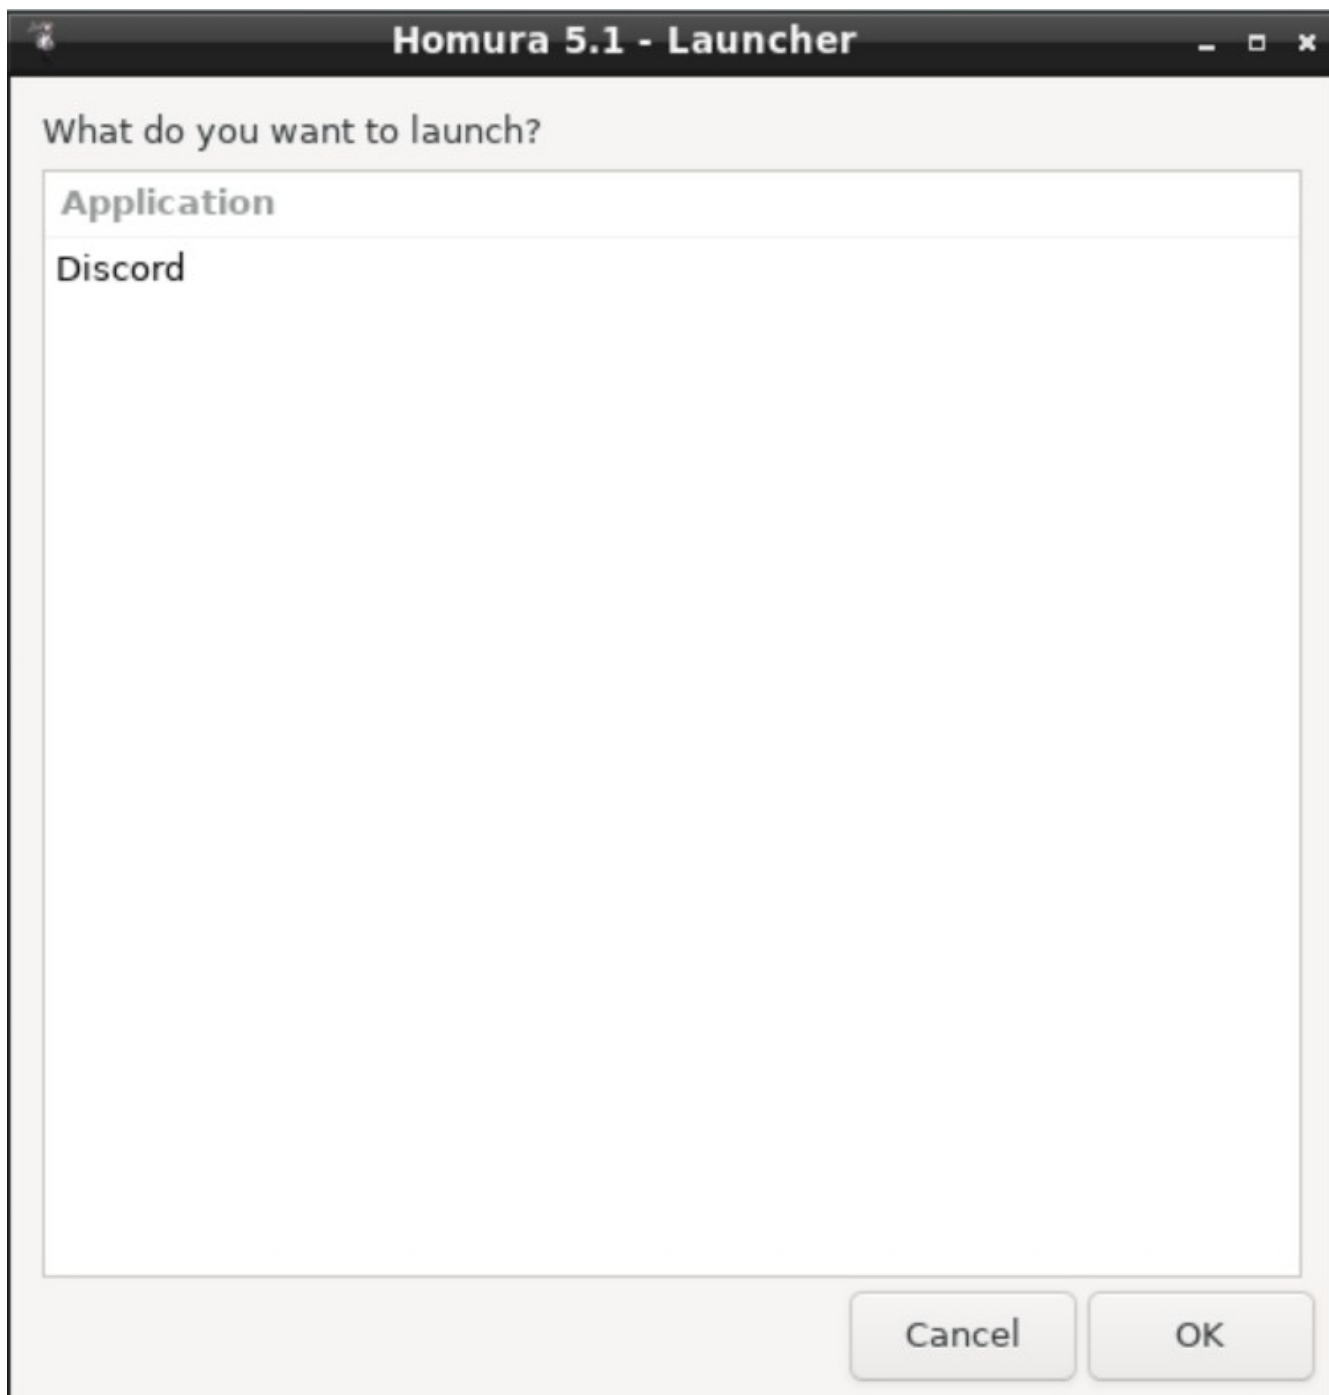 Homura 5.1 - Launcher
What do you want to launch?
Application
Discord
Cancel
OK